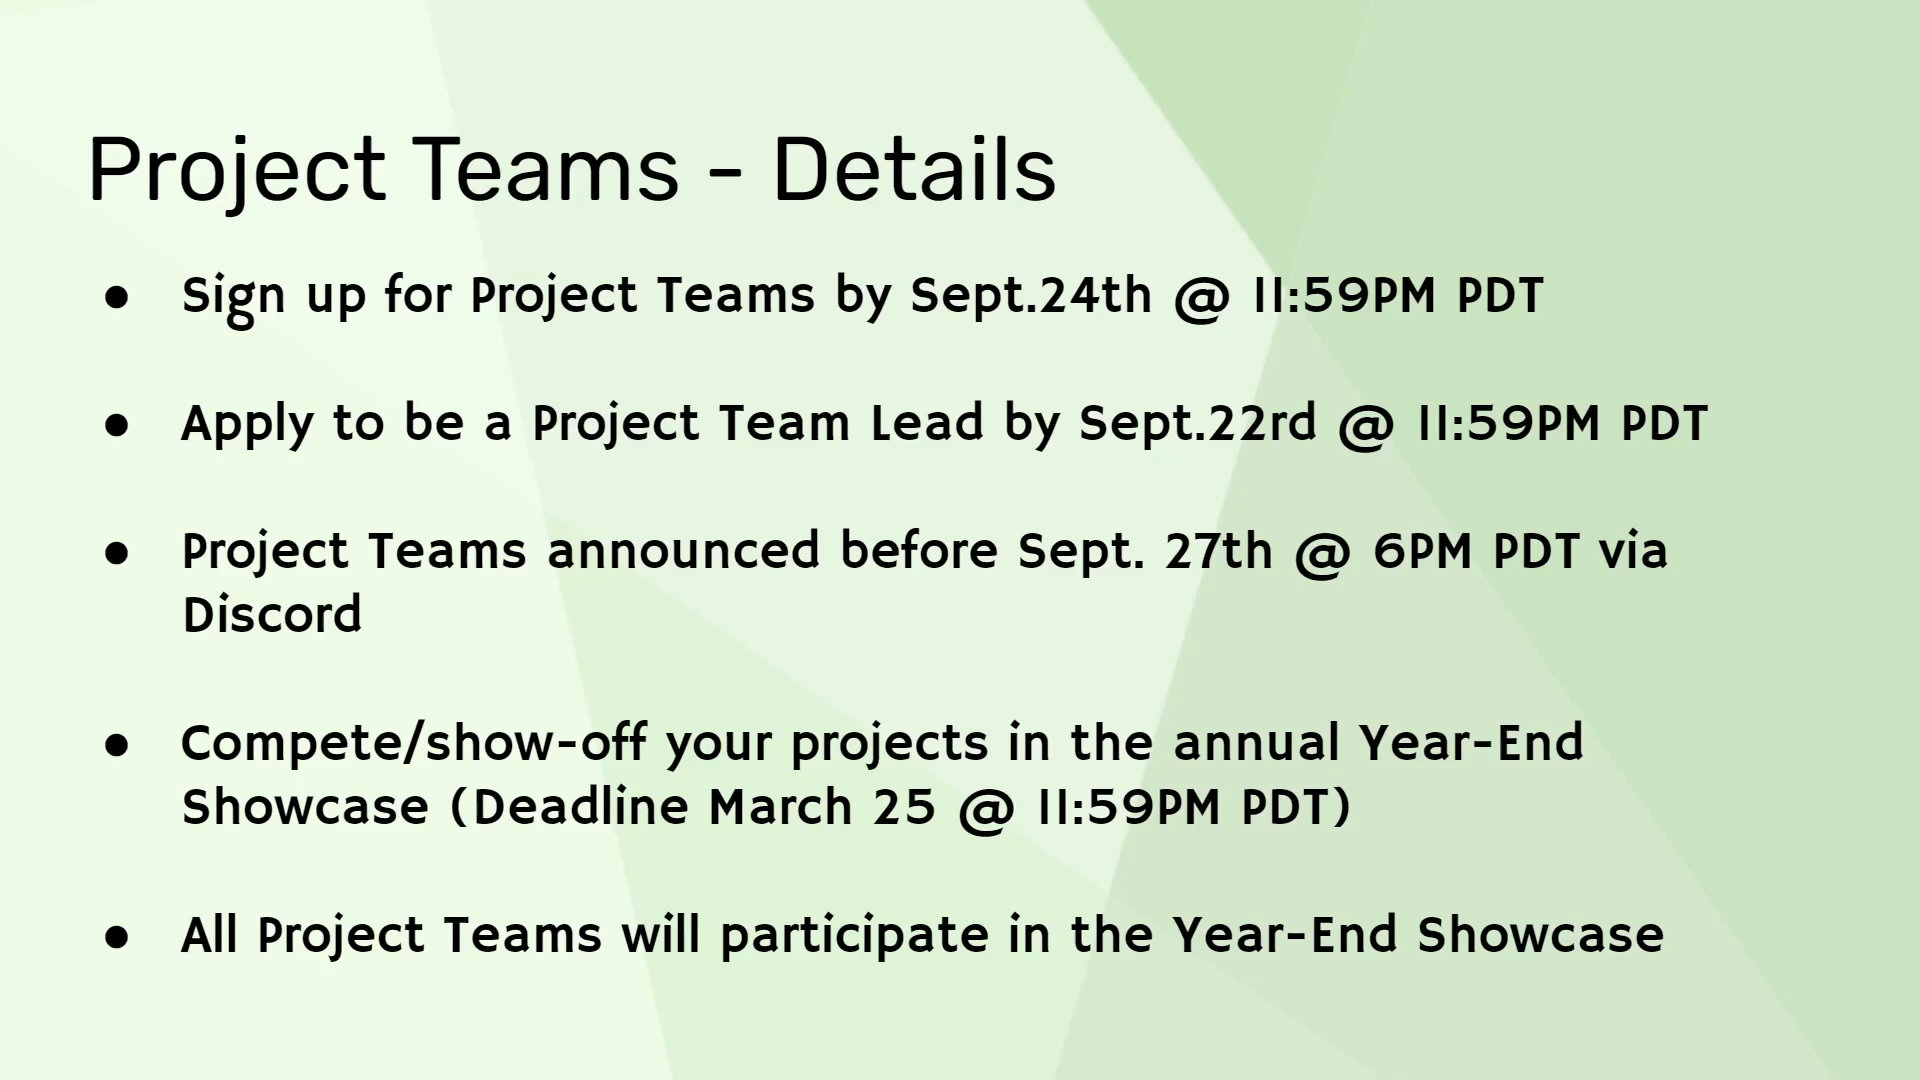 Project Teams - Details
● Sign up for Project Teams by Sept.24th @ 11:59PM PDT
● Apply to be a Project Team Lead by Sept.22rd @ 11:59PM PDT
● Project Teams announced before Sept. 27th @ 6PM PDT via
Discord
● Compete/show-off your projects in the annual Year-End
Showcase (Deadline March 25 @ 11:59PM PDT)
● All Project Teams will participate in the Year-End Showcase